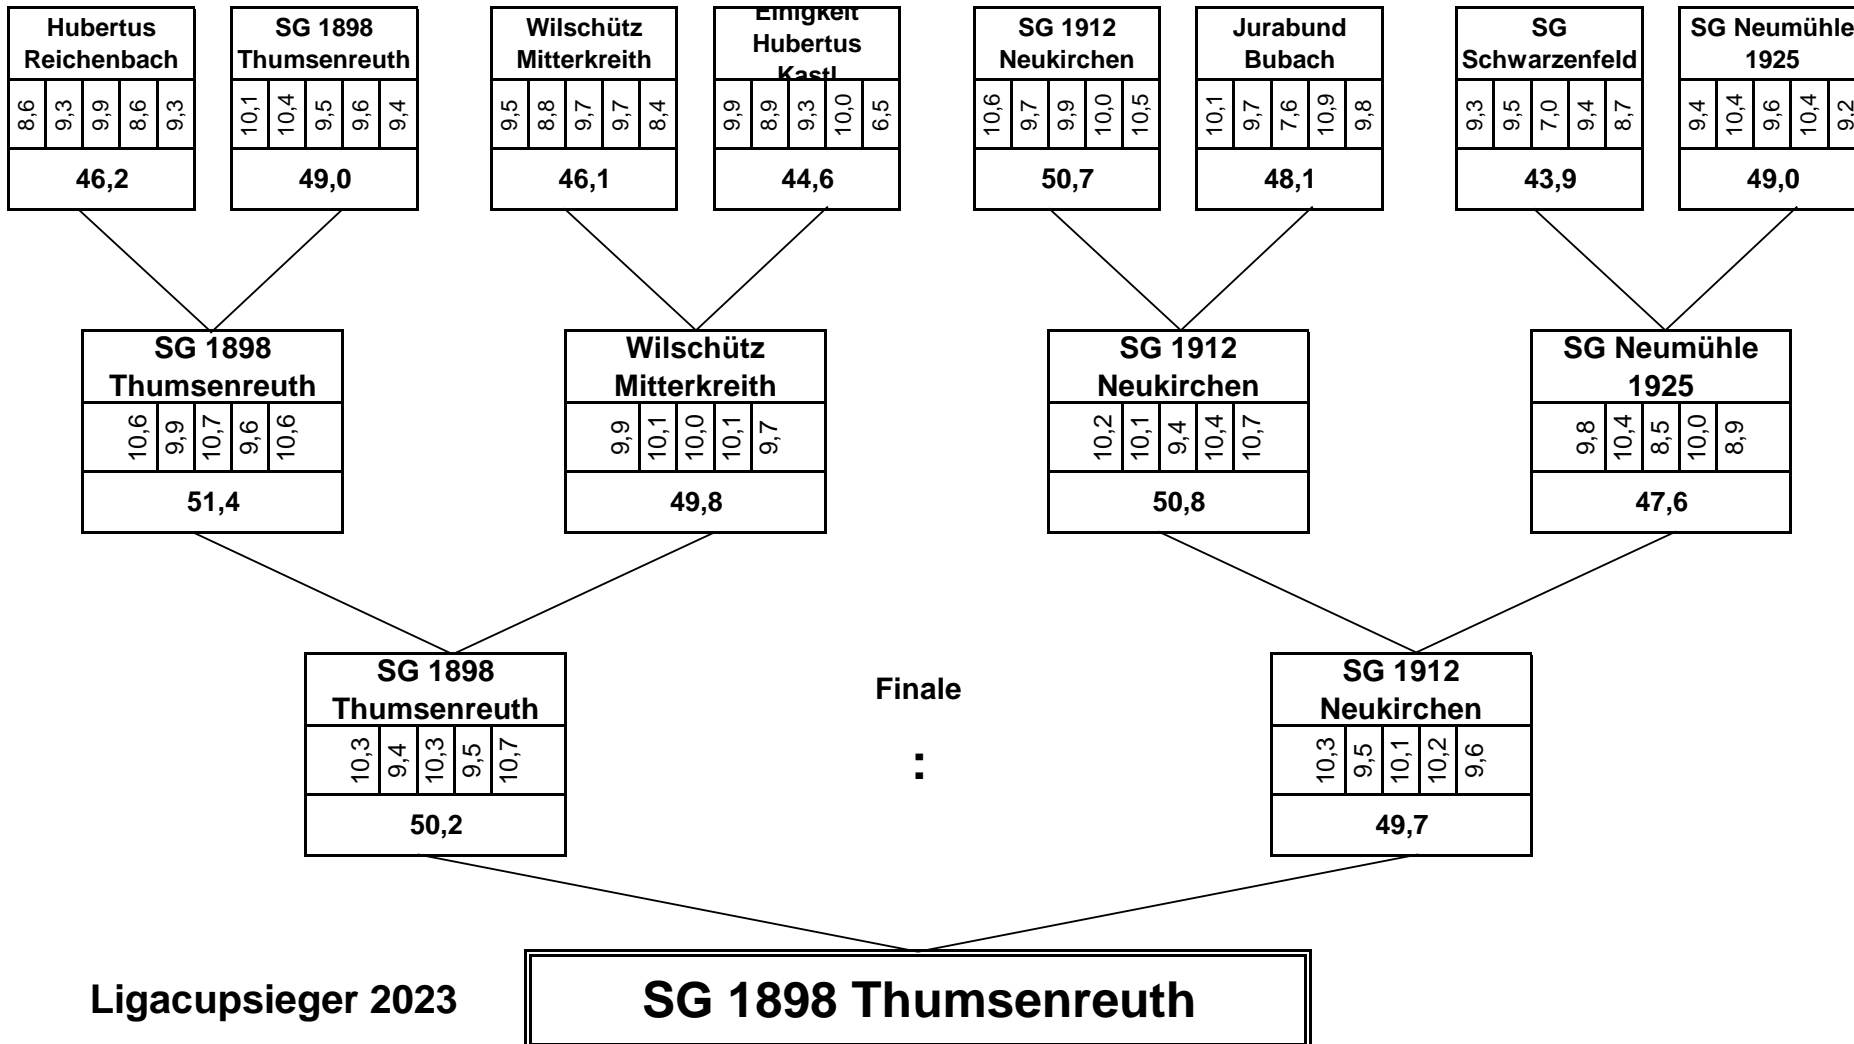 Hubertus
Reichenbach
8,6 9,3 9,9 8,6 9,3
46,2
SG 1898
Thumsenreuth
10,1 10,4 9,5 9,6 9,4
49,0
Wilschütz
Mitterkreith
9,5 8,8 9,7 9,7 8,4
46,1
Einigkeit
Hubertus
Kastl
9,9 8,9 9,3 10,0 6,5
44,6
SG 1912
Neukirchen
10,6 9,7 9,9 10,0 10,5
50,7
Jurabund
Bubach
10,1 9,7 7,6 10,9 9,8
48,1
SG
Schwarzenfeld
9,3 9,5 7,0 9,4 8,7
43,9
SG Neumühle
1925
9,4 10,4 9,6 10,4 9,2
49,0
SG 1898
Thumsenreuth
10,6 9,9 10,7 9,6 10,6
51,4
Wilschütz
Mitterkreith
9,9 10,1 10,0 10,1 9,7
49,8
SG 1912
Neukirchen
10,2 10,1 9,4 10,4 10,7
50,8
SG Neumühle
1925
9,8 10,4 8,5 10,0 8,9
47,6
SG 1898
Thumsenreuth
10,3 9,4 10,3 9,5 10,7
50,2
Finale
:
SG 1912
Neukirchen
10,3 9,5 10,1 10,2 9,6
49,7
Ligacupsieger 2023
SG 1898 Thumsenreuth